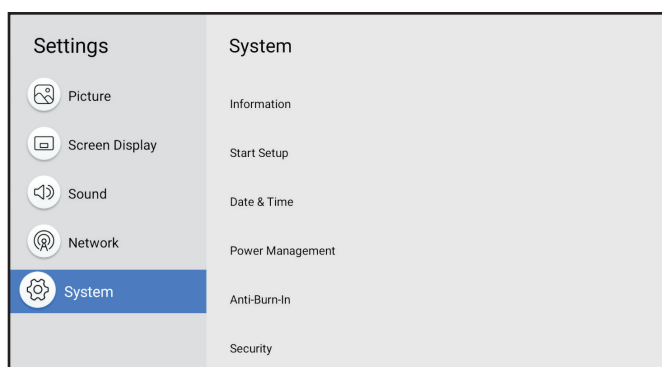 Settings
Picture
Screen Display
Sound
Network
System
System
Information
Start Setup
Date & Time
Power Management
Anti-Burn-In
Security